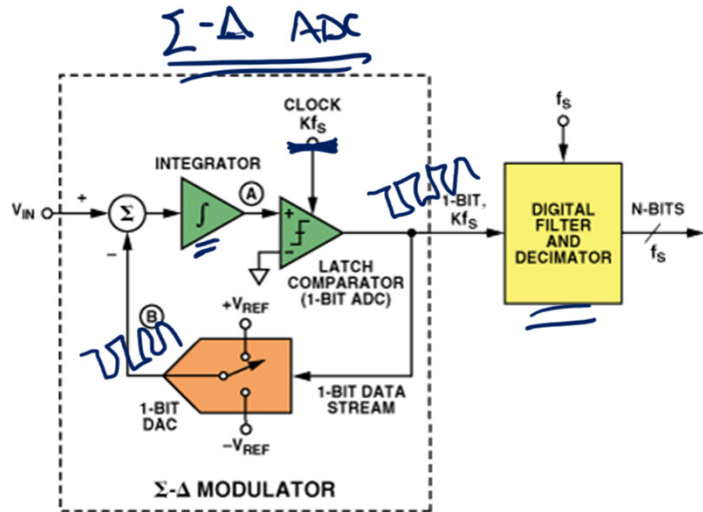 Σ-Δ ADC
CLOCK
Kfs
fs
INTEGRATOR
A
VIN
+
Σ
∫
+
−
−
1-BIT,
Kfs
DIGITAL
FILTER
AND
DECIMATOR
N-BITS
fs
LATCH
COMPARATOR
(1-BIT ADC)
B
+VREF
1-BIT
DAC
1-BIT DATA
STREAM
−VREF
Σ-Δ MODULATOR